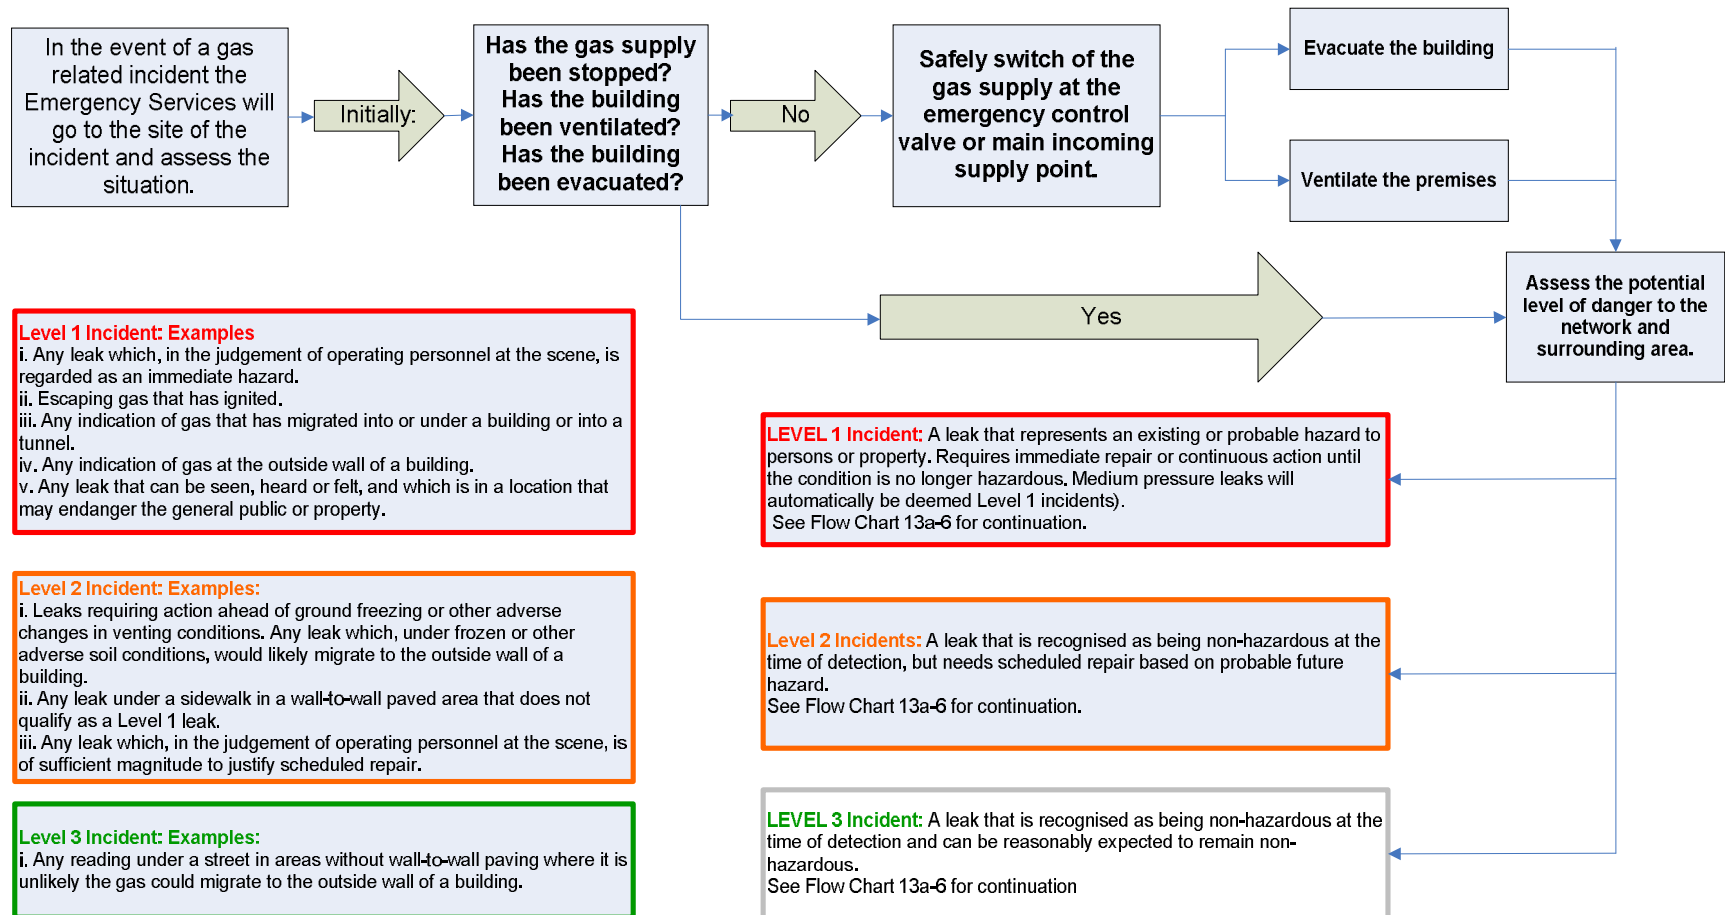 In the event of a gas
related incident the
Emergency Services will
go to the site of the
incident and assess the
situation.
Initially:
Has the gas supply
been stopped?
Has the building
been ventilated?
Has the building
been evacuated?
No
Safely switch of the
gas supply at the
emergency control
valve or main incoming
supply point.
Evacuate the building
Ventilate the premises
Yes
Assess the potential
level of danger to the
network and
surrounding area.
Level 1 Incident: Examples
i. Any leak which, in the judgement of operating personnel at the scene, is
regarded as an immediate hazard.
ii. Escaping gas that has ignited.
iii. Any indication of gas that has migrated into or under a building or into a
tunnel.
iv. Any indication of gas at the outside wall of a building.
v. Any leak that can be seen, heard or felt, and which is in a location that
may endanger the general public or property.
LEVEL 1 Incident: A leak that represents an existing or probable hazard to
persons or property. Requires immediate repair or continuous action until
the condition is no longer hazardous. Medium pressure leaks will
automatically be deemed Level 1 incidents).
See Flow Chart 13a-6 for continuation.
Level 2 Incident: Examples:
i. Leaks requiring action ahead of ground freezing or other adverse
changes in venting conditions. Any leak which, under frozen or other
adverse soil conditions, would likely migrate to the outside wall of a
building.
ii. Any leak under a sidewalk in a wall-to-wall paved area that does not
qualify as a Level 1 leak.
iii. Any leak which, in the judgement of operating personnel at the scene, is
of sufficient magnitude to justify scheduled repair.
Level 2 Incidents: A leak that is recognised as being non-hazardous at the
time of detection, but needs scheduled repair based on probable future
hazard.
See Flow Chart 13a-6 for continuation.
Level 3 Incident: Examples:
i. Any reading under a street in areas without wall-to-wall paving where it is
unlikely the gas could migrate to the outside wall of a building.
LEVEL 3 Incident: A leak that is recognised as being non-hazardous at the
time of detection and can be reasonably expected to remain non-
hazardous.
See Flow Chart 13a-6 for continuation